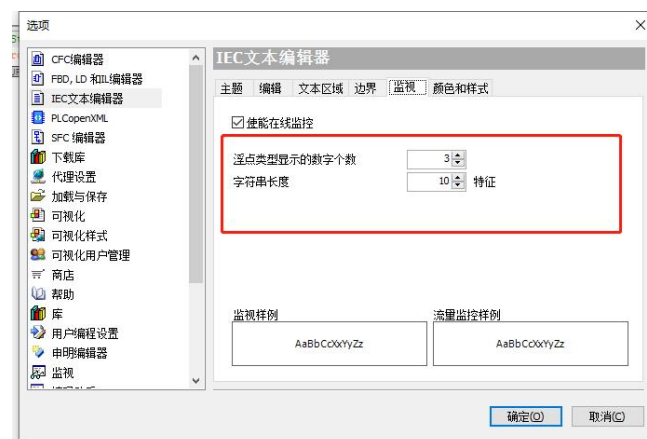 选项
CFC编辑器
FBD, LD 和IL编辑器
IEC文本编辑器
PLCopenXML
SFC 编辑器
下载库
代理设置
加载与保存
可视化
可视化样式
可视化用户管理
商店
帮助
库
用户编程设置
申明编辑器
监视
IEC文本编辑器
主题 编辑 文本区域 边界 监视 颜色和样式
使能在线监控
浮点类型显示的数字个数 3
字符串长度 10 特征
监视样例 流量监控样例
AaBbCcXxYyZz AaBbCcXxYyZz
确定(O) 取消(C)